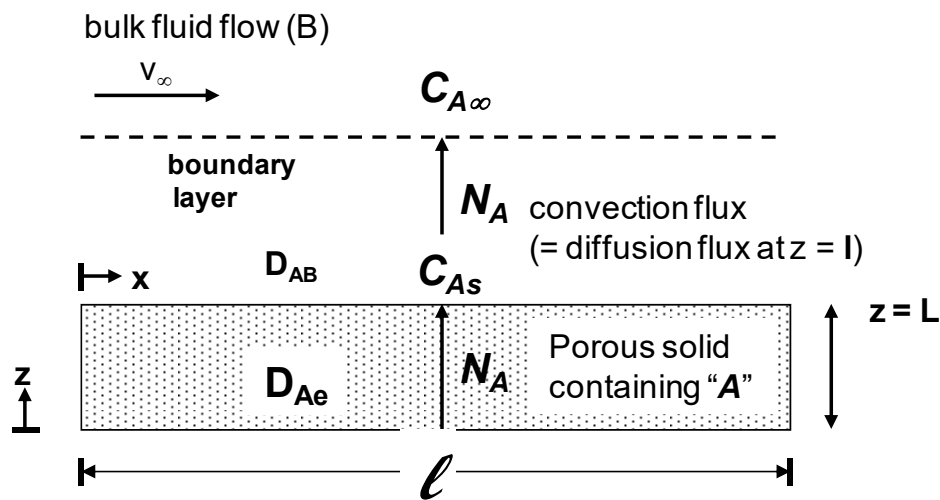 bulk fluid flow (B)
v∞
CA∞
boundary
layer
NA
convection flux
(= diffusion flux at z = l)
x
DAB
CAs
z = L
z
DAe
NA
Porous solid
containing “A”
ℓ